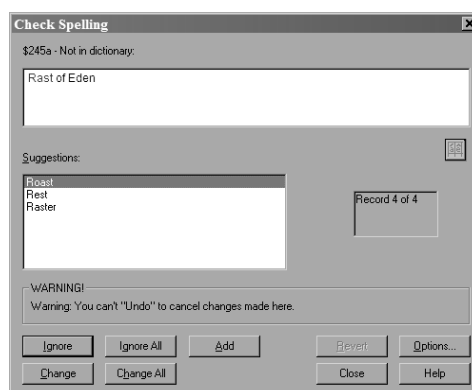 Check Spelling
$245a - Not in dictionary:
Rast of Eden
Suggestions:
Roast
Rest
Raster
Record 4 of 4
WARNING!
Warning: You can't "Undo" to cancel changes made here.
Ignore Ignore All Add Revert Options...
Change Change All Close Help